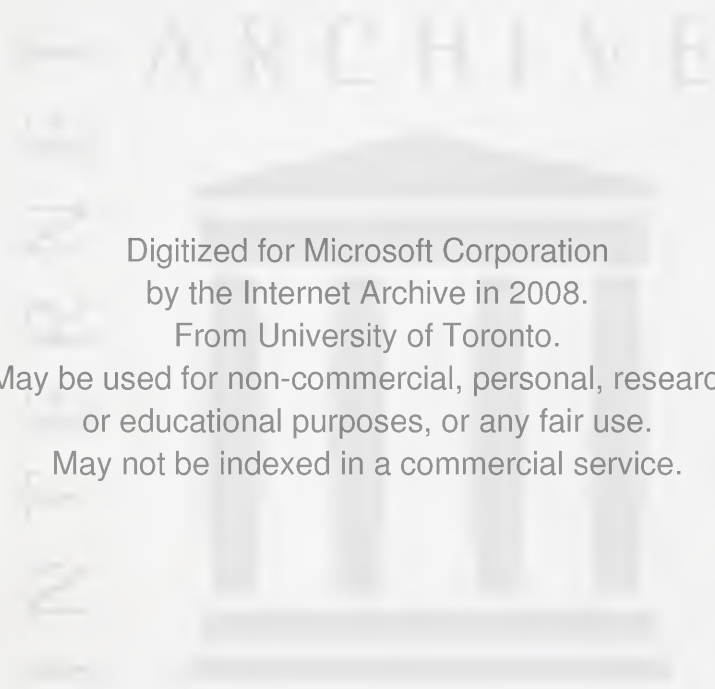 ARCHIVE
INTERNET
Digitized for Microsoft Corporation
by the Internet Archive in 2008.
From University of Toronto.
May be used for non-commercial, personal, researc
or educational purposes, or any fair use.
May not be indexed in a commercial service.